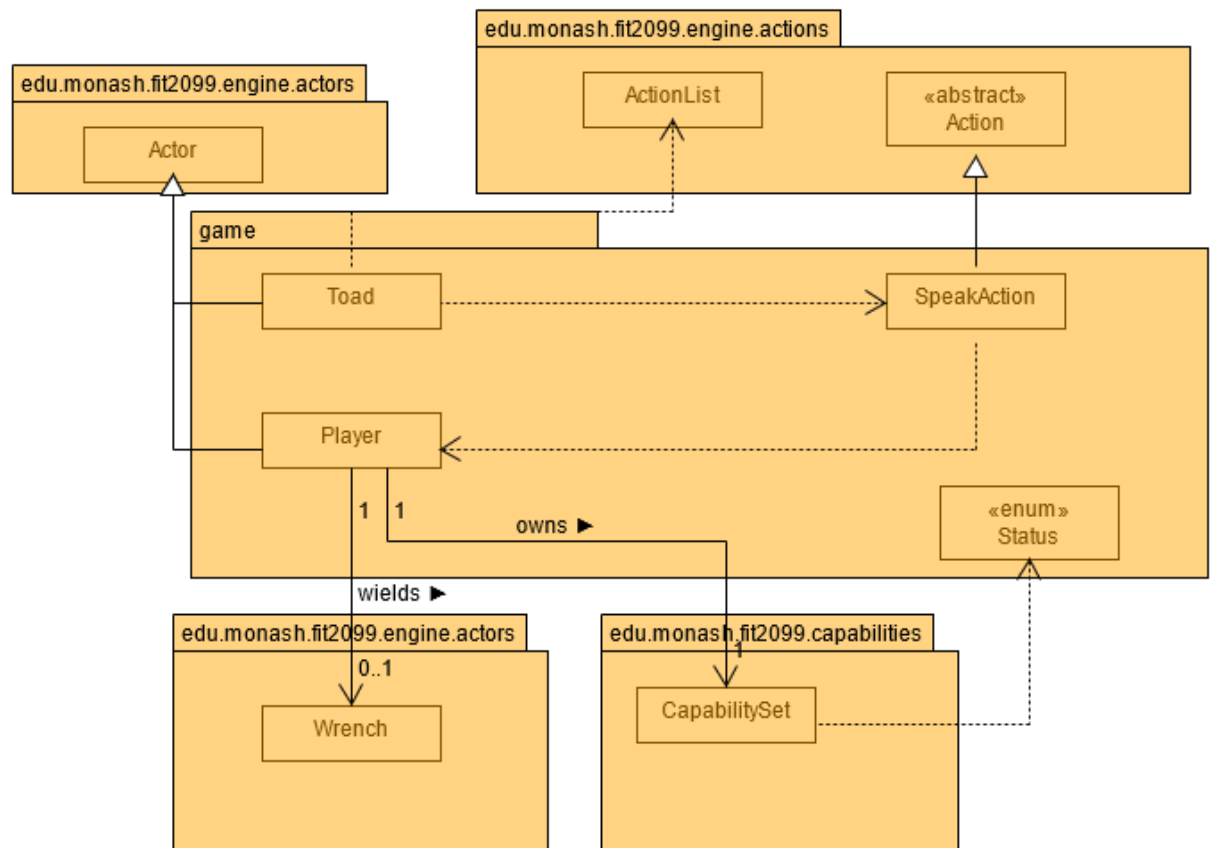 edu.monash.fit2099.engine.actions
edu.monash.fit2099.engine.actors
ActionList
«abstract»
Action
Actor
game
Toad
SpeakAction
Player
1
1
owns ►
«enum»
Status
wields ►
edu.monash.fit2099.engine.actors
edu.monash.fit2099.capabilities
0..1
1
Wrench
CapabilitySet